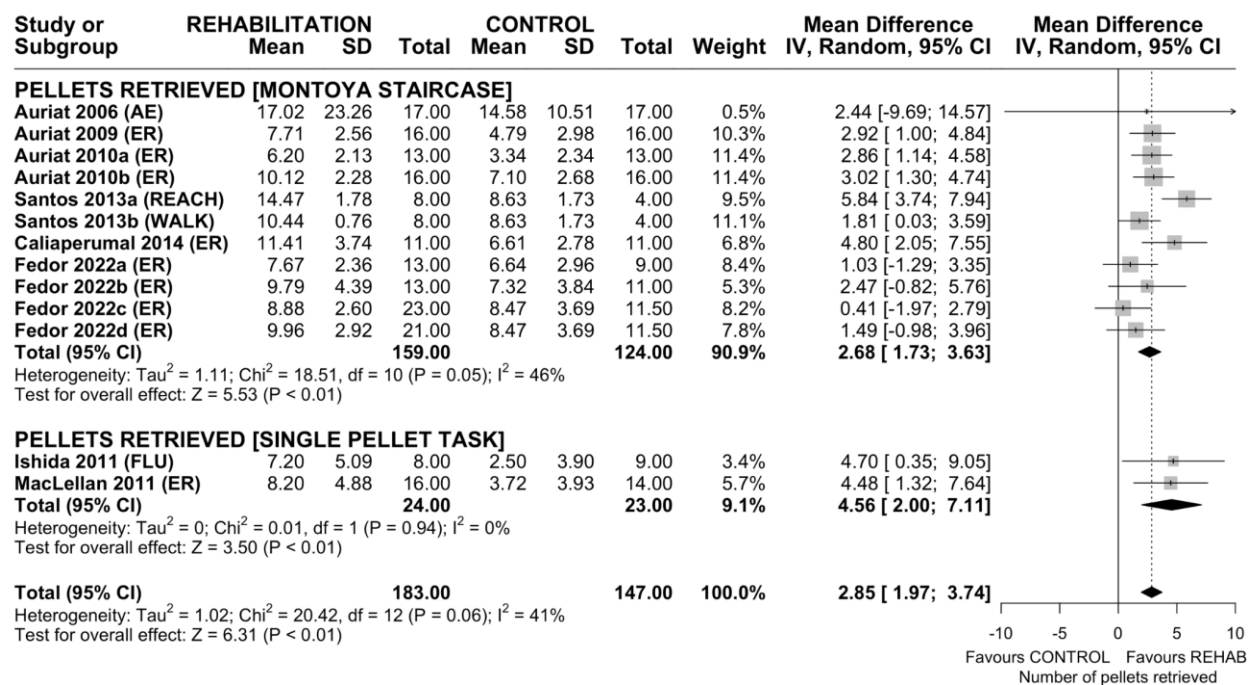 Study or REHABILITATION CONTROL Mean Difference Mean Difference
Subgroup Mean SD Total Mean SD Total Weight IV, Random, 95% CI IV, Random, 95% CI
PELLETS RETRIEVED [MONTOYA STAIRCASE]
Auriat 2006 (AE) 17.02 23.26 17.00 14.58 10.51 17.00 0.5% 2.44 [-9.69; 14.57]
Auriat 2009 (ER) 7.71 2.56 16.00 4.79 2.98 16.00 10.3% 2.92 [ 1.00; 4.84]
Auriat 2010a (ER) 6.20 2.13 13.00 3.34 2.34 13.00 11.4% 2.86 [ 1.14; 4.58]
Auriat 2010b (ER) 10.12 2.28 16.00 7.10 2.68 16.00 11.4% 3.02 [ 1.30; 4.74]
Santos 2013a (REACH) 14.47 1.78 8.00 8.63 1.73 4.00 9.5% 5.84 [ 3.74; 7.94]
Santos 2013b (WALK) 10.44 0.76 8.00 8.63 1.73 4.00 11.1% 1.81 [ 0.03; 3.59]
Caliaperumal 2014 (ER) 11.41 3.74 11.00 6.61 2.78 11.00 6.8% 4.80 [ 2.05; 7.55]
Fedor 2022a (ER) 7.67 2.36 13.00 6.64 2.96 9.00 8.4% 1.03 [-1.29; 3.35]
Fedor 2022b (ER) 9.79 4.39 13.00 7.32 3.84 11.00 5.3% 2.47 [-0.82; 5.76]
Fedor 2022c (ER) 8.88 2.60 23.00 8.47 3.69 11.50 8.2% 0.41 [-1.97; 2.79]
Fedor 2022d (ER) 9.96 2.92 21.00 8.47 3.69 11.50 7.8% 1.49 [-0.98; 3.96]
Total (95% CI) 159.00 124.00 90.9% 2.68 [ 1.73; 3.63]
Heterogeneity: Tau² = 1.11; Chi² = 18.51, df = 10 (P = 0.05); I² = 46%
Test for overall effect: Z = 5.53 (P < 0.01)
PELLETS RETRIEVED [SINGLE PELLET TASK]
Ishida 2011 (FLU) 7.20 5.09 8.00 2.50 3.90 9.00 3.4% 4.70 [ 0.35; 9.05]
MacLellan 2011 (ER) 8.20 4.88 16.00 3.72 3.93 14.00 5.7% 4.48 [ 1.32; 7.64]
Total (95% CI) 24.00 23.00 9.1% 4.56 [ 2.00; 7.11]
Heterogeneity: Tau² = 0; Chi² = 0.01, df = 1 (P = 0.94); I² = 0%
Test for overall effect: Z = 3.50 (P < 0.01)
Total (95% CI) 183.00 147.00 100.0% 2.85 [ 1.97; 3.74]
Heterogeneity: Tau² = 1.02; Chi² = 20.42, df = 12 (P = 0.06); I² = 41%
Test for overall effect: Z = 6.31 (P < 0.01)
-10 -5 0 5 10
Favours CONTROL Favours REHAB
Number of pellets retrieved